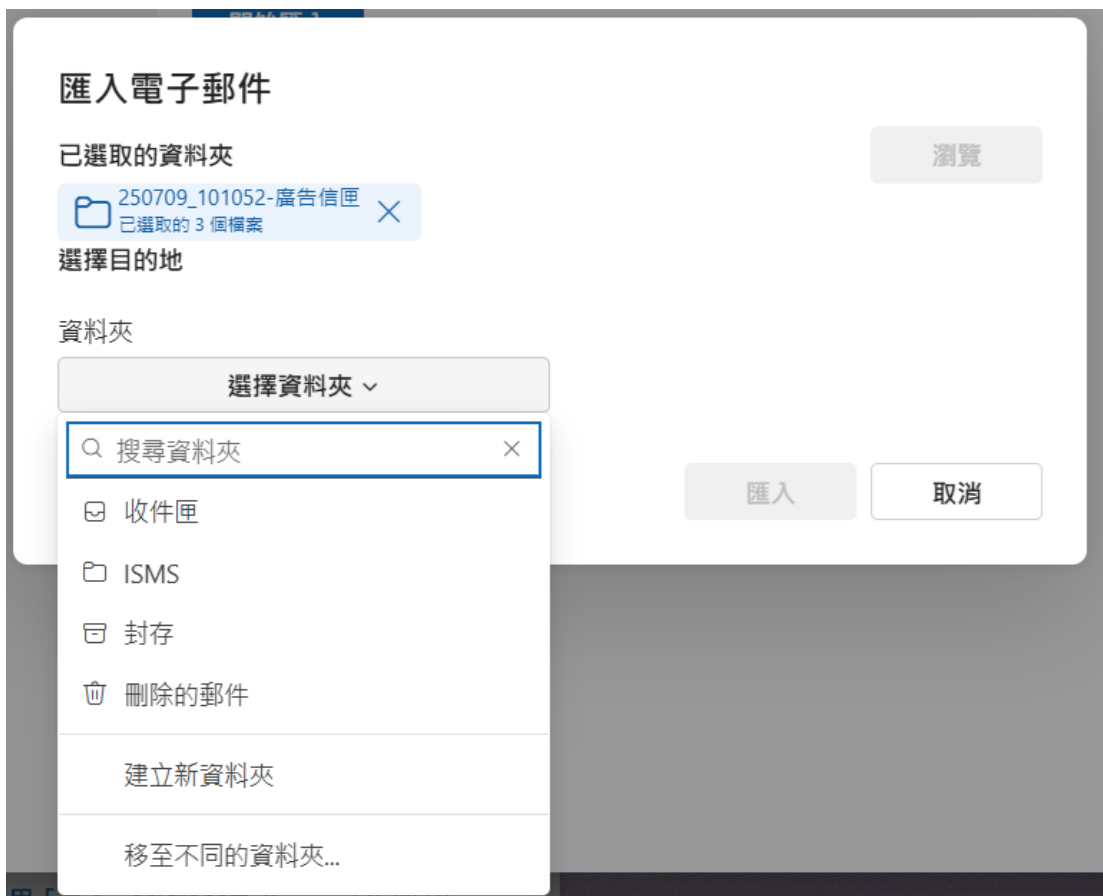 匯入電子郵件
已選取的資料夾
瀏覽
250709_101052-廣告信匣
已選取的 3 個檔案
選擇目的地
資料夾
選擇資料夾
搜尋資料夾
收件匣
匯入
取消
ISMS
封存
刪除的郵件
建立新資料夾
移至不同的資料夾...